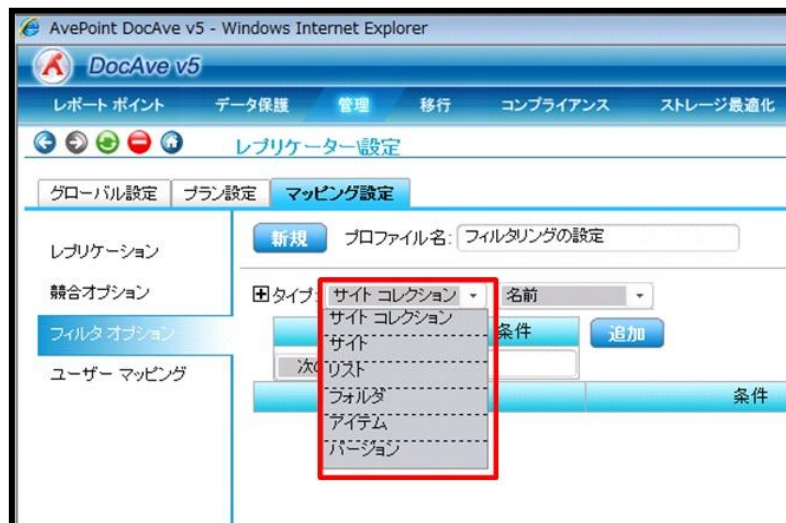 AvePoint DocAve v5 - Windows Internet Explorer
DocAve v5
レポート ポイント データ保護 管理 移行 コンプライアンス ストレージ最適化
レプリケーター\設定
グローバル設定 プラン設定 マッピング設定
新規 プロファイル名: フィルタリングの設定
レプリケーション
競合オプション
フィルタ オプション
ユーザー マッピング
タイプ: サイト コレクション 名前
サイト コレクション
サイト
リスト
フォルダ
アイテム
バージョン
条件 追加
次の
条件